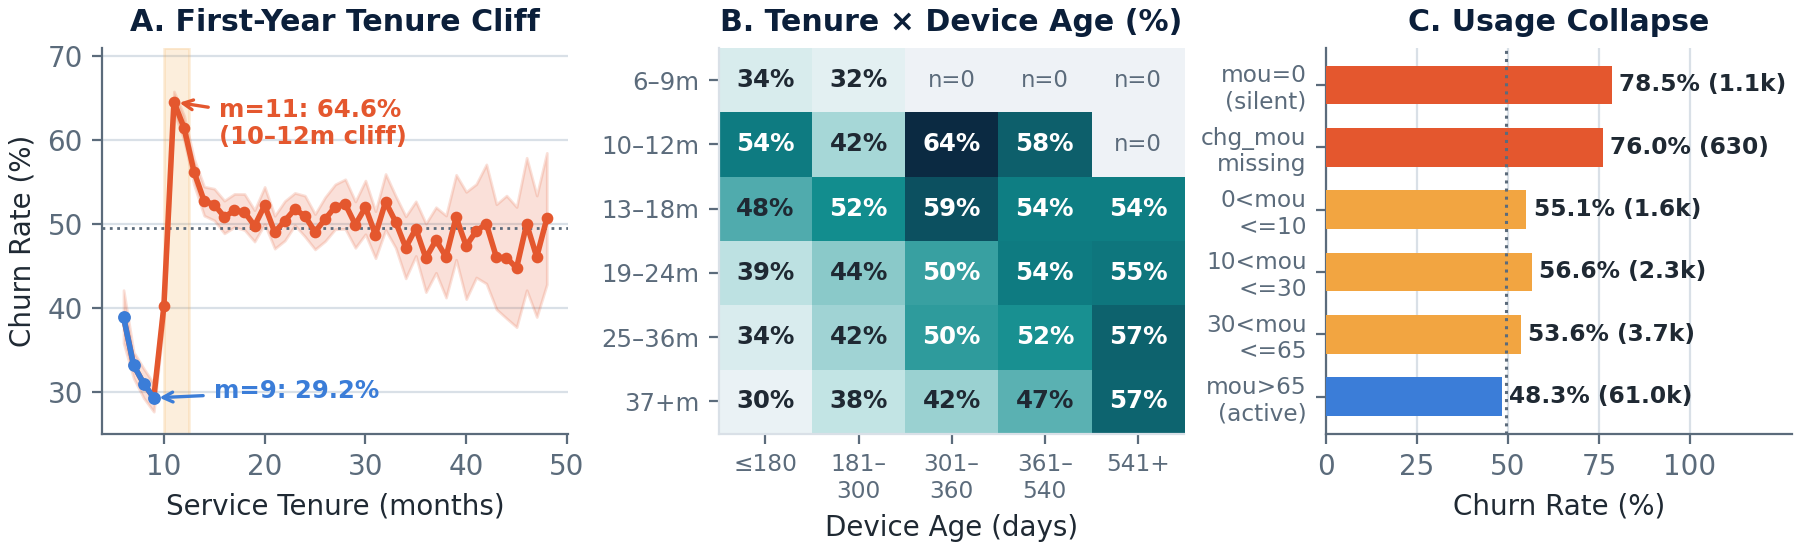 A. First-Year Tenure Cliff
70
60
50
40
30
Churn Rate (%)
m=11: 64.6%
(10–12m cliff)
m=9: 29.2%
10
20
30
40
50
Service Tenure (months)
B. Tenure × Device Age (%)
6–9m
34%
32%
n=0
n=0
n=0
10–12m
54%
42%
64%
58%
n=0
13–18m
48%
52%
59%
54%
54%
19–24m
39%
44%
50%
54%
55%
25–36m
34%
42%
50%
52%
57%
37+m
30%
38%
42%
47%
57%
≤180
181–
300
301–
360
361–
540
541+
Device Age (days)
C. Usage Collapse
mou=0
(silent)
78.5% (1.1k)
chg_mou
missing
76.0% (630)
0<mou
<=10
55.1% (1.6k)
10<mou
<=30
56.6% (2.3k)
30<mou
<=65
53.6% (3.7k)
mou>65
(active)
48.3% (61.0k)
0
25
50
75
100
Churn Rate (%)